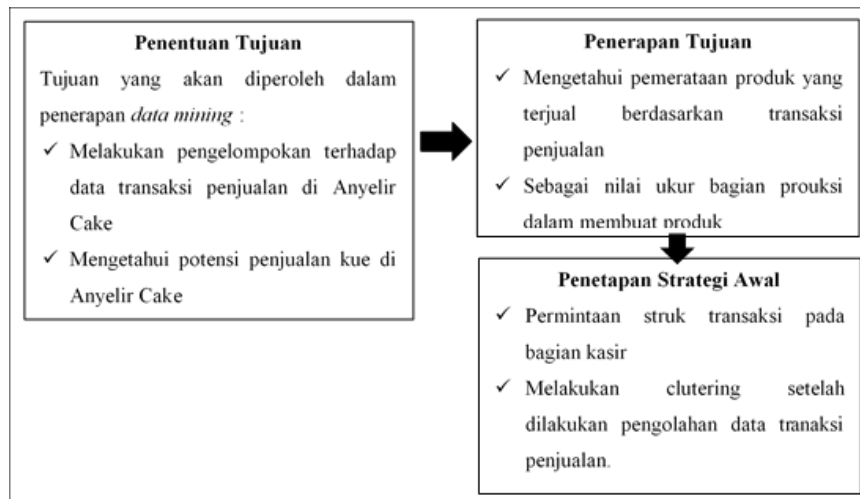 Penentuan Tujuan
Tujuan yang akan diperoleh dalam
penerapan data mining :
✓ Melakukan pengelompokan terhadap
data transaksi penjualan di Anyelir
Cake
✓ Mengetahui potensi penjualan kue di
Anyelir Cake
Penerapan Tujuan
✓ Mengetahui pemerataan produk yang
terjual berdasarkan transaksi
penjualan
✓ Sebagai nilai ukur bagian prouksi
dalam membuat produk
Penetapan Strategi Awal
✓ Permintaan struk transaksi pada
bagian kasir
✓ Melakukan clutering setelah
dilakukan pengolahan data tranaksi
penjualan.